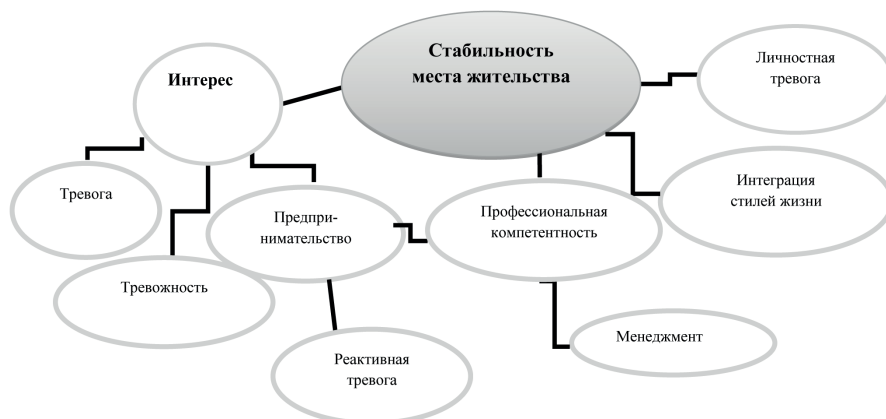 Стабильность
места жительства
Личностная
тревога
Интерес
Тревога
Предпри-
нимательство
Профессиональная
компетентность
Интеграция
стилей жизни
Тревожность
Реактивная
тревога
Менеджмент